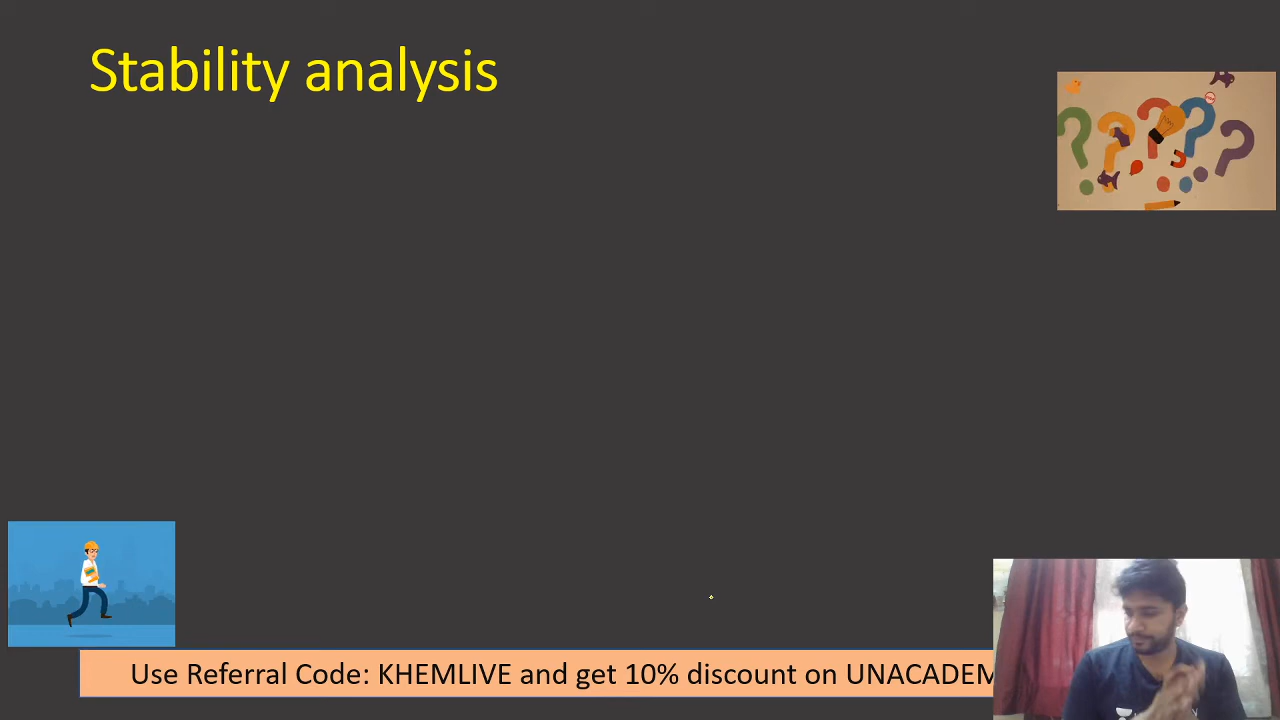 Stability analysis
Use Referral Code: KHEMLIVE and get 10% discount on UNACADEM